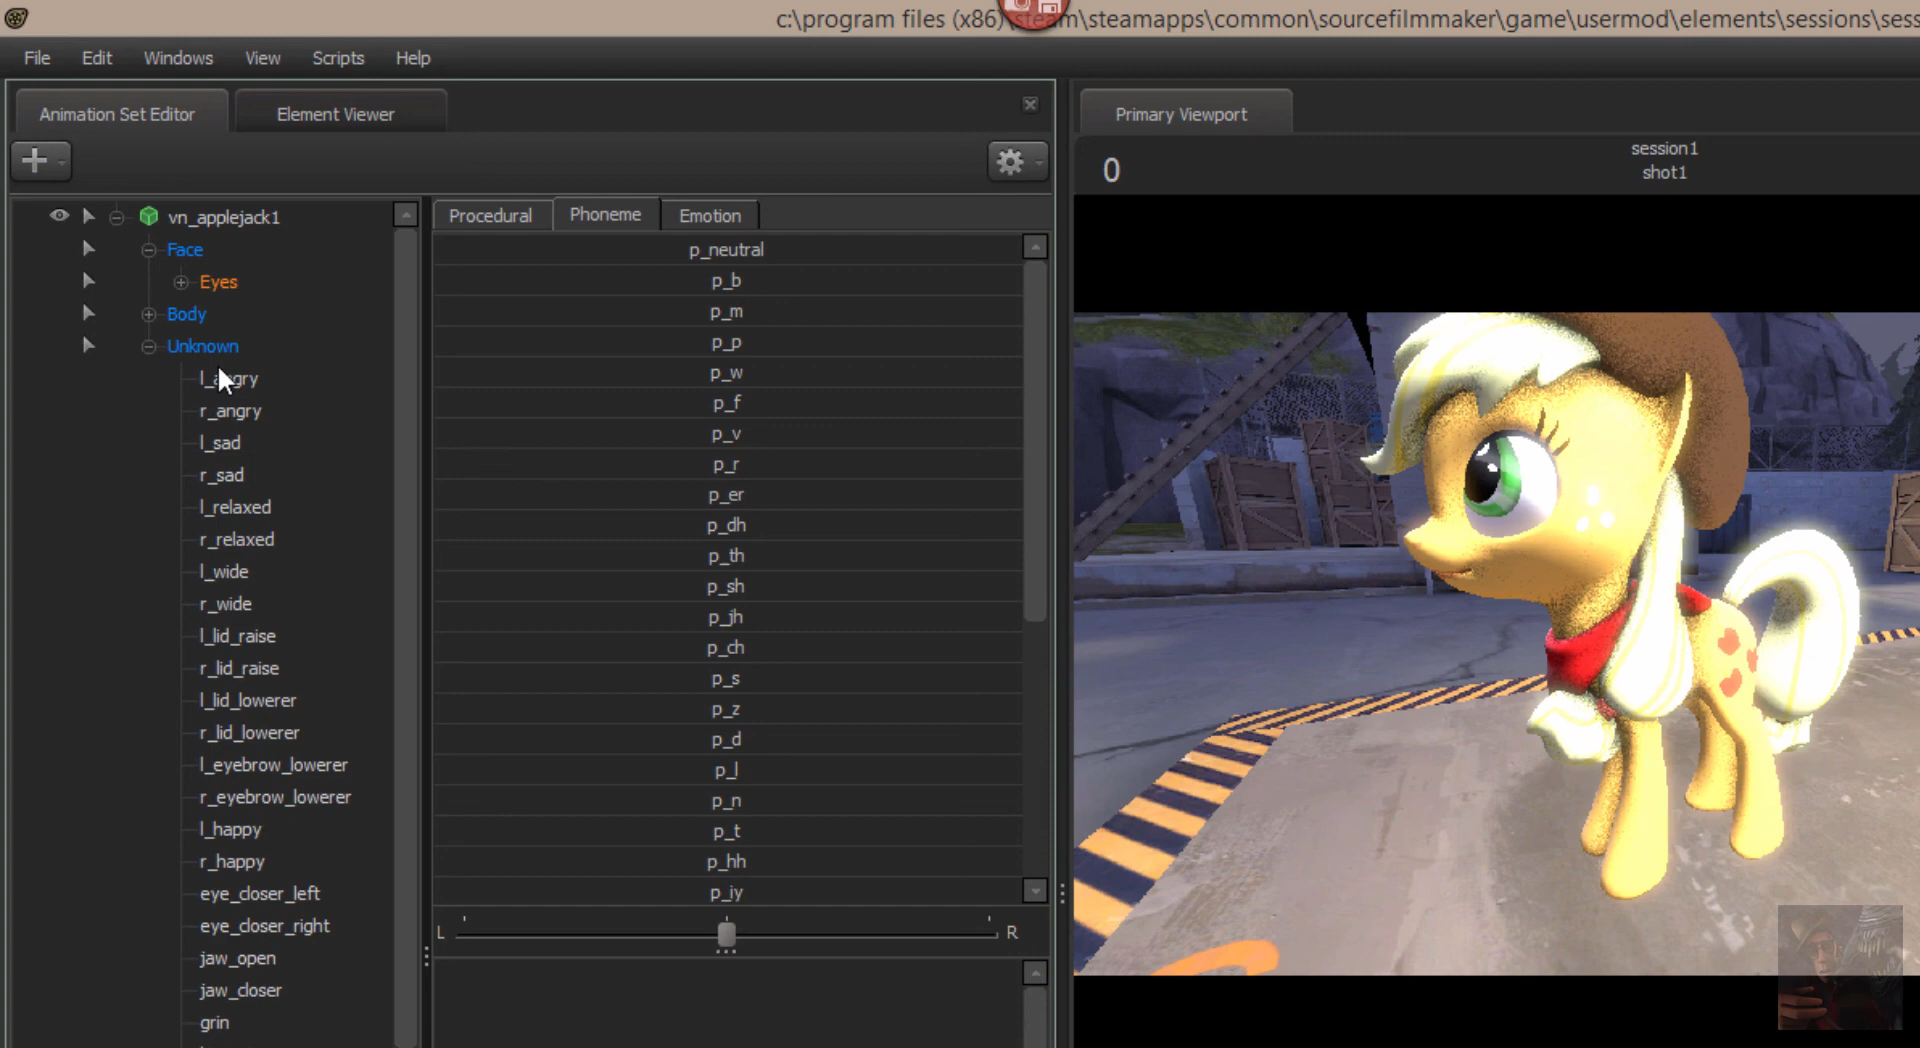 c:\program files (x86)\steam\steamapps\common\sourcefilmmaker\game\usermod\elements\sessions\sess
File Edit Windows View Scripts Help
Animation Set Editor Element Viewer
Primary Viewport
0
session1
shot1
vn_applejack1
Face
Eyes
Body
Unknown
l_angry
r_angry
l_sad
r_sad
l_relaxed
r_relaxed
l_wide
r_wide
l_lid_raise
r_lid_raise
l_lid_lowerer
r_lid_lowerer
l_eyebrow_lowerer
r_eyebrow_lowerer
l_happy
r_happy
eye_closer_left
eye_closer_right
jaw_open
jaw_closer
grin
Procedural Phoneme Emotion
p_neutral
p_b
p_m
p_p
p_w
p_f
p_v
p_r
p_er
p_dh
p_th
p_sh
p_jh
p_ch
p_s
p_z
p_d
p_l
p_n
p_t
p_hh
p_iy
L R